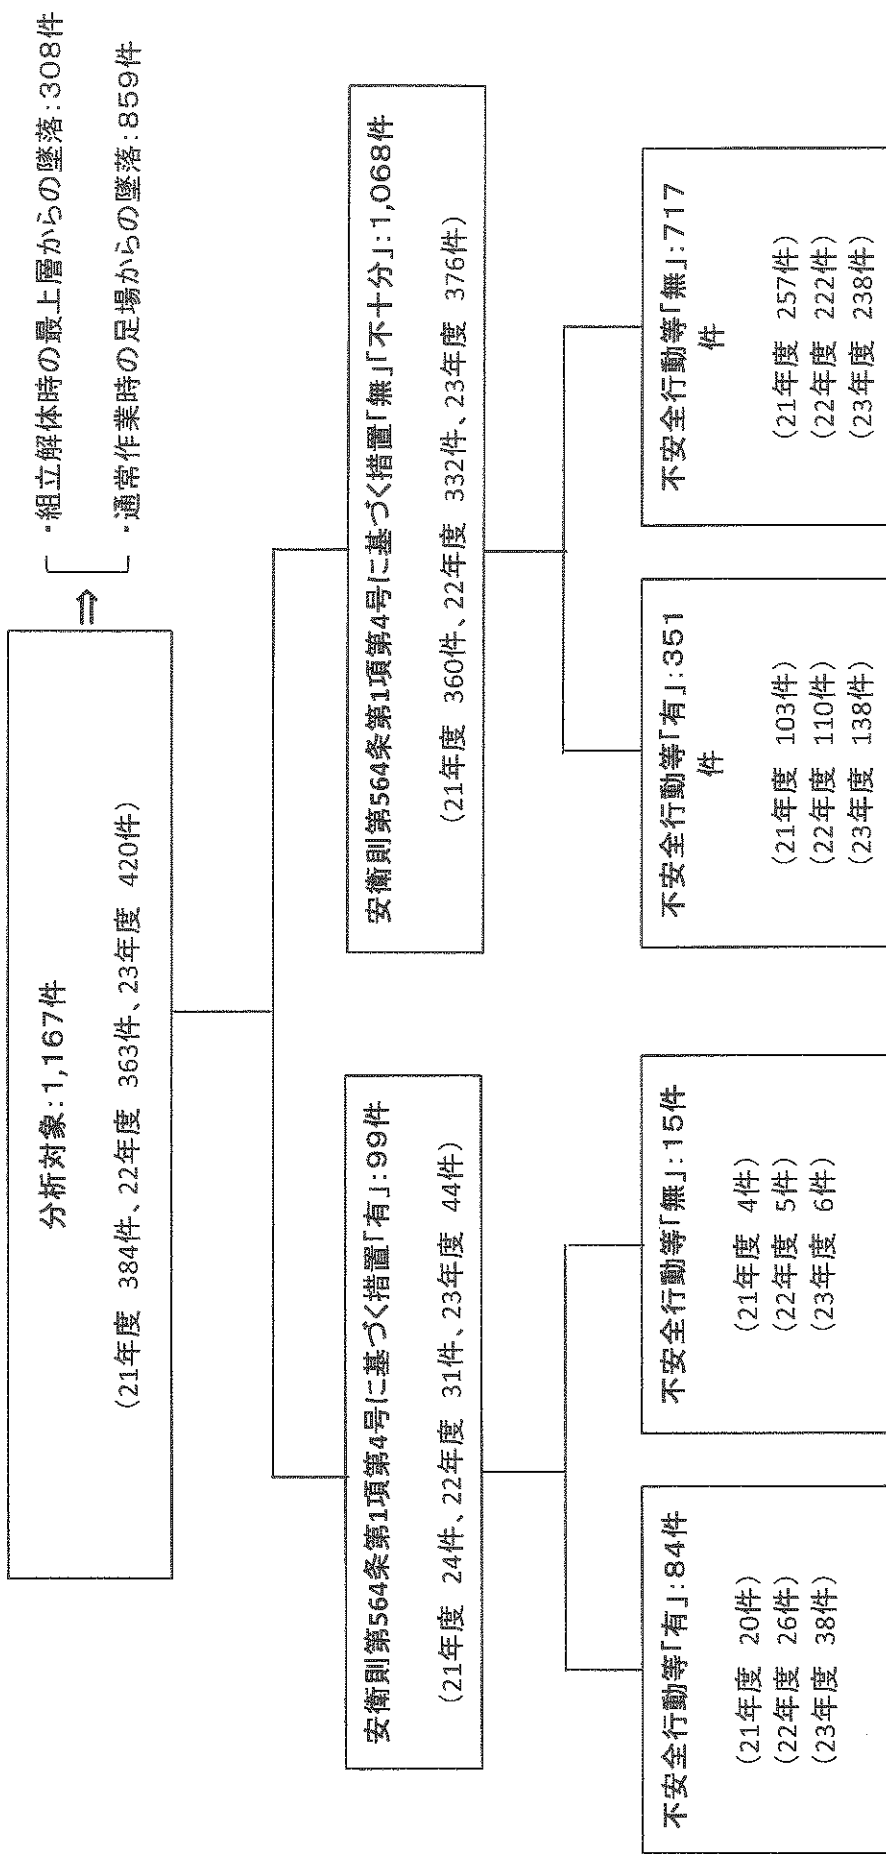 分析対象:1,167件
(21年度 384件、22年度 363件、23年度 420件)
⇒
・組立解体時の最上層からの墜落:308件
・通常作業時の足場からの墜落:859件
安衛則第564条第1項第4号に基づく措置「有」:99件
(21年度 24件、22年度 31件、23年度 44件)
安衛則第564条第1項第4号に基づく措置「無」「不十分」:1,068件
(21年度 360件、22年度 332件、23年度 376件)
不安全行動等「有」:84件
(21年度 20件)
(22年度 26件)
(23年度 38件)
不安全行動等「無」:15件
(21年度 4件)
(22年度 5件)
(23年度 6件)
不安全行動等「有」:351
件
(21年度 103件)
(22年度 110件)
(23年度 138件)
不安全行動等「無」:717
件
(21年度 257件)
(22年度 222件)
(23年度 238件)